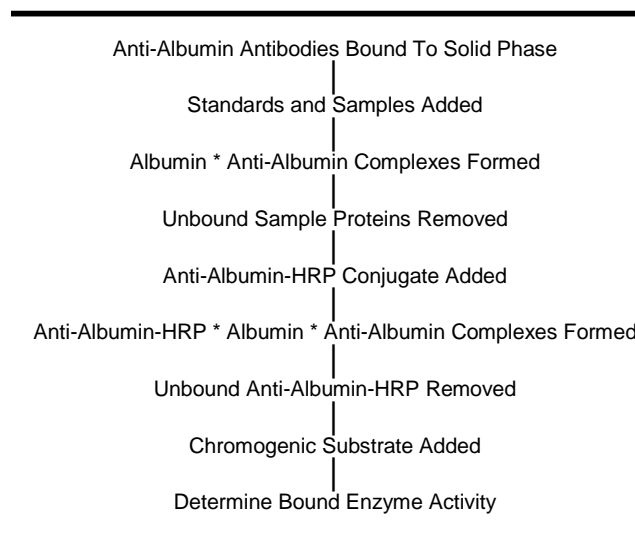 Anti-Albumin Antibodies Bound To Solid Phase
Standards and Samples Added
Albumin * Anti-Albumin Complexes Formed
Unbound Sample Proteins Removed
Anti-Albumin-HRP Conjugate Added
Anti-Albumin-HRP * Albumin * Anti-Albumin Complexes Formed
Unbound Anti-Albumin-HRP Removed
Chromogenic Substrate Added
Determine Bound Enzyme Activity